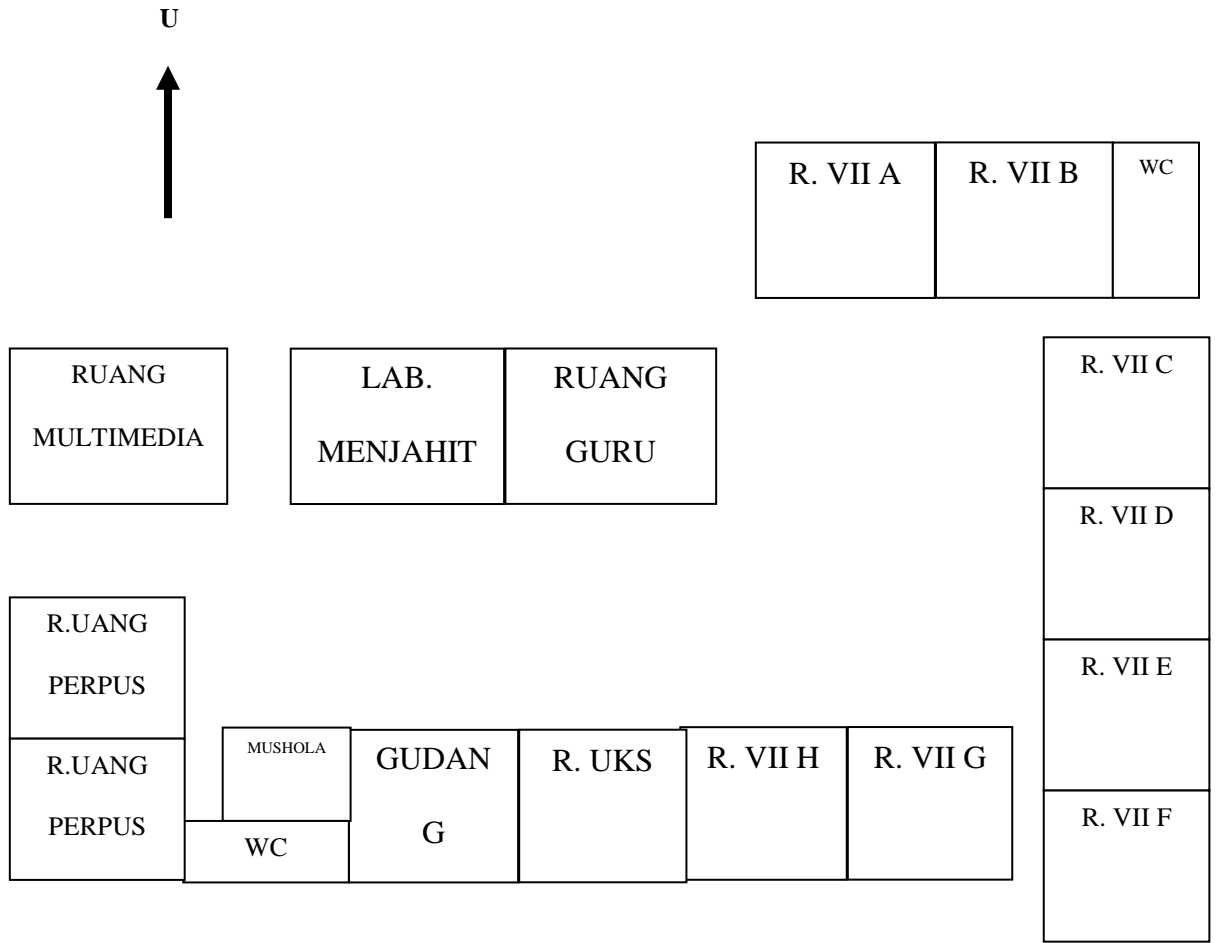 U
R. VII A
R. VII B
WC
RUANG
MULTIMEDIA
LAB.
MENJAHIT
RUANG
GURU
R. VII C
R. VII D
R. VII E
R. VII F
R.UANG
PERPUS
R.UANG
PERPUS
MUSHOLA
WC
GUDAN
G
R. UKS
R. VII H
R. VII G